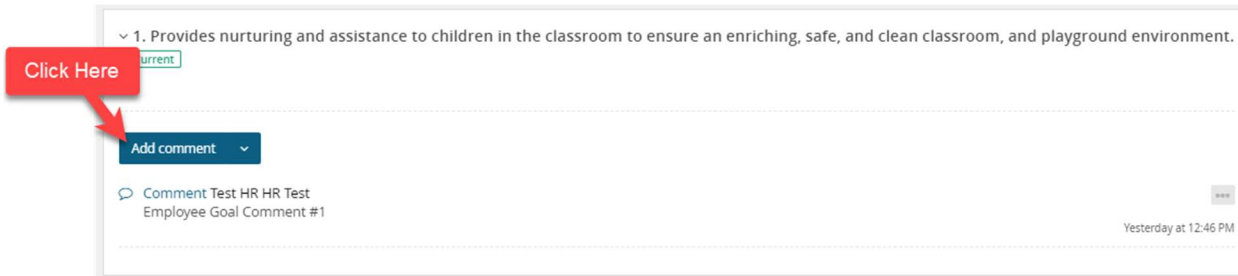 1. Provides nurturing and assistance to children in the classroom to ensure an enriching, safe, and clean classroom, and playground environment.
Click Here
Add comment
Comment Test HR HR Test
Employee Goal Comment #1
Yesterday at 12:46 PM